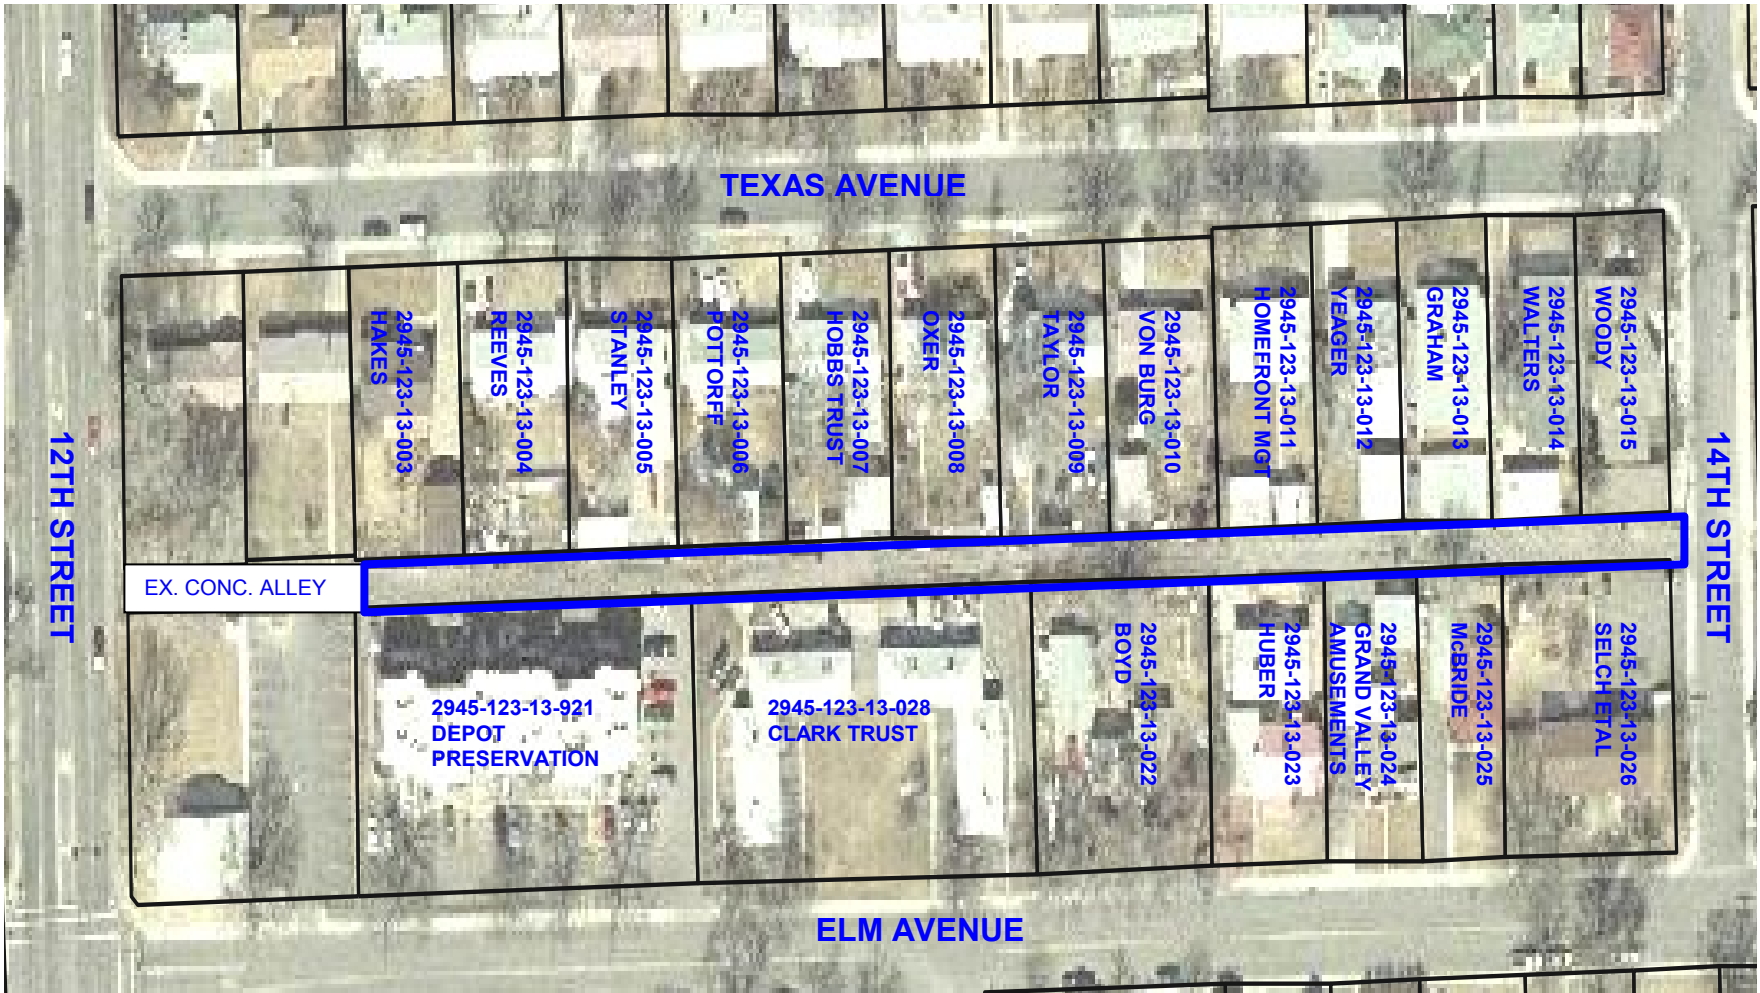 TEXAS AVENUE
12TH STREET
2945-123-13-003
HAKES
2945-123-13-004
REEVES
2945-123-13-005
STANLEY
2945-123-13-006
POTTORFF
2945-123-13-007
HOBBS TRUST
2945-123-13-008
OXER
2945-123-13-009
TAYLOR
2945-123-13-010
VON BURG
2945-123-13-011
HOMEFRONT MGT
2945-123-13-012
YEAGER
2945-123-13-013
GRAHAM
2945-123-13-014
WALTERS
2945-123-13-015
WOODY
14TH STREET
EX. CONC. ALLEY
2945-123-13-921
DEPOT
PRESERVATION
2945-123-13-028
CLARK TRUST
2945-123-13-022
BOYD
2945-123-13-023
HUBER
2945-123-13-024
GRAND VALLEY
AMUSEMENTS
2945-123-13-025
McBRIDE
2945-123-13-026
SELCH ETAL
ELM AVENUE